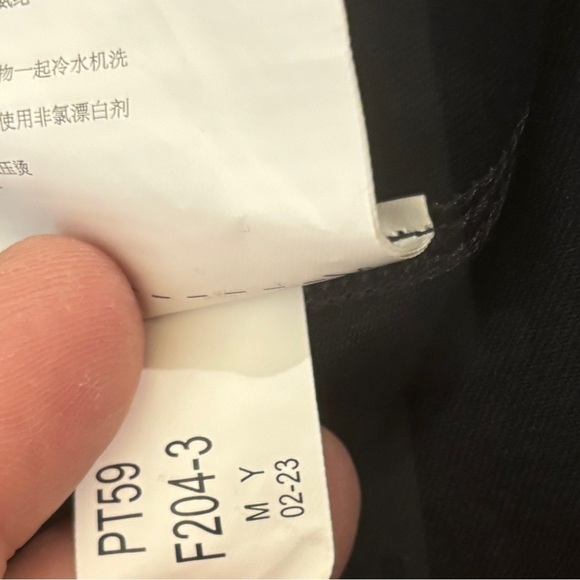 物一起冷水机洗
使用非氯漂白剂
压烫
PT59
F204-3
M Y
02-23